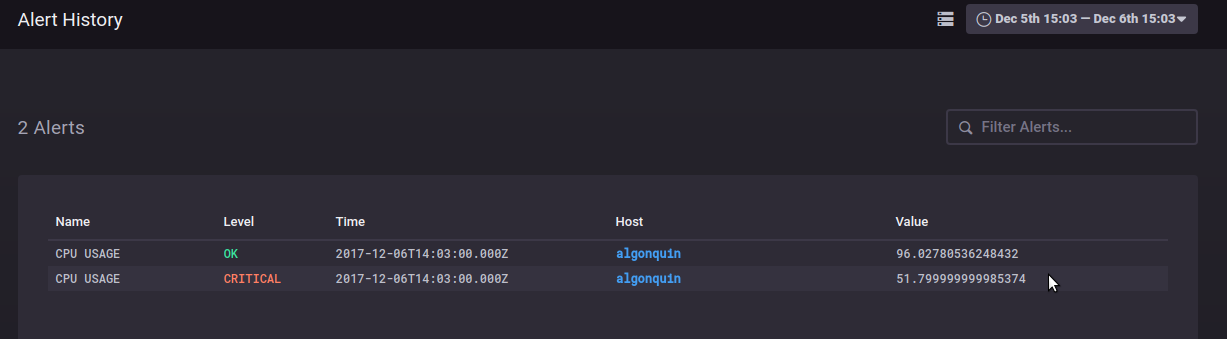 Alert History
Dec 5th 15:03 — Dec 6th 15:03
2 Alerts
Filter Alerts...
Name Level Time Host Value
CPU USAGE OK 2017-12-06T14:03:00.000Z algonquin 96.02780536248432
CPU USAGE CRITICAL 2017-12-06T14:03:00.000Z algonquin 51.799999999985374